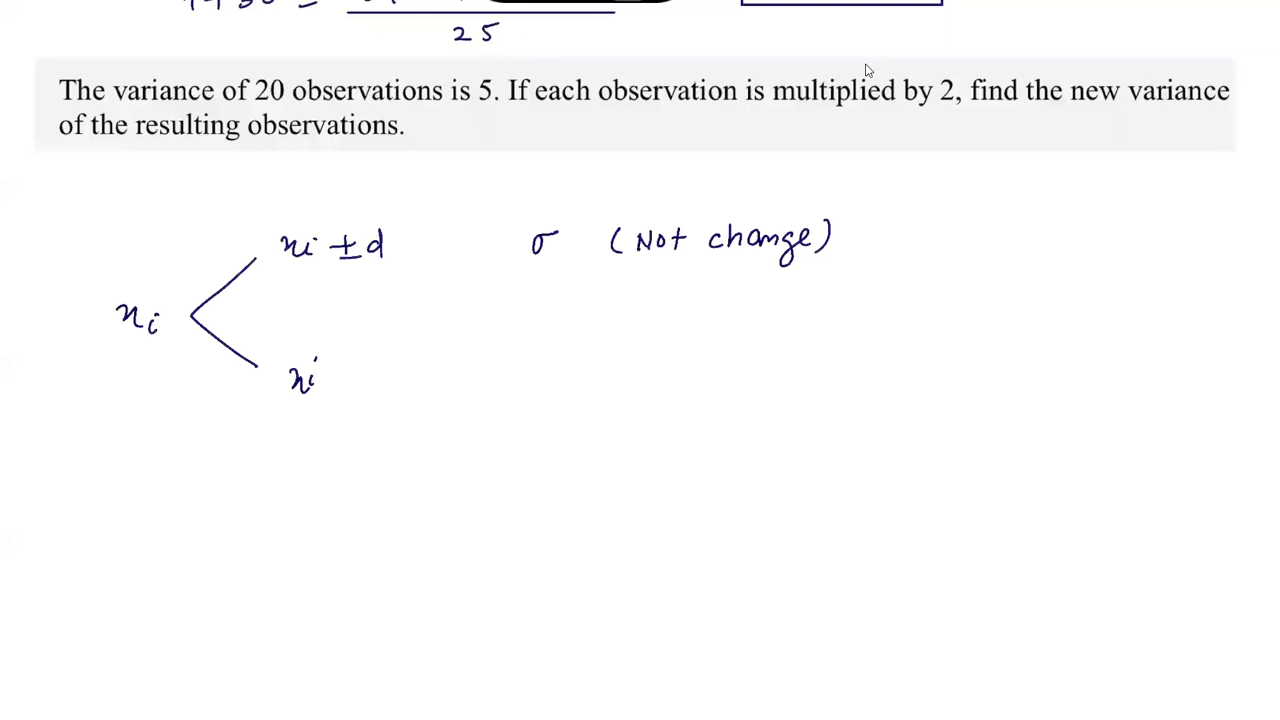 25
The variance of 20 observations is 5. If each observation is multiplied by 2, find the new variance
of the resulting observations.
xi ± d σ (Not change)
xi
xi